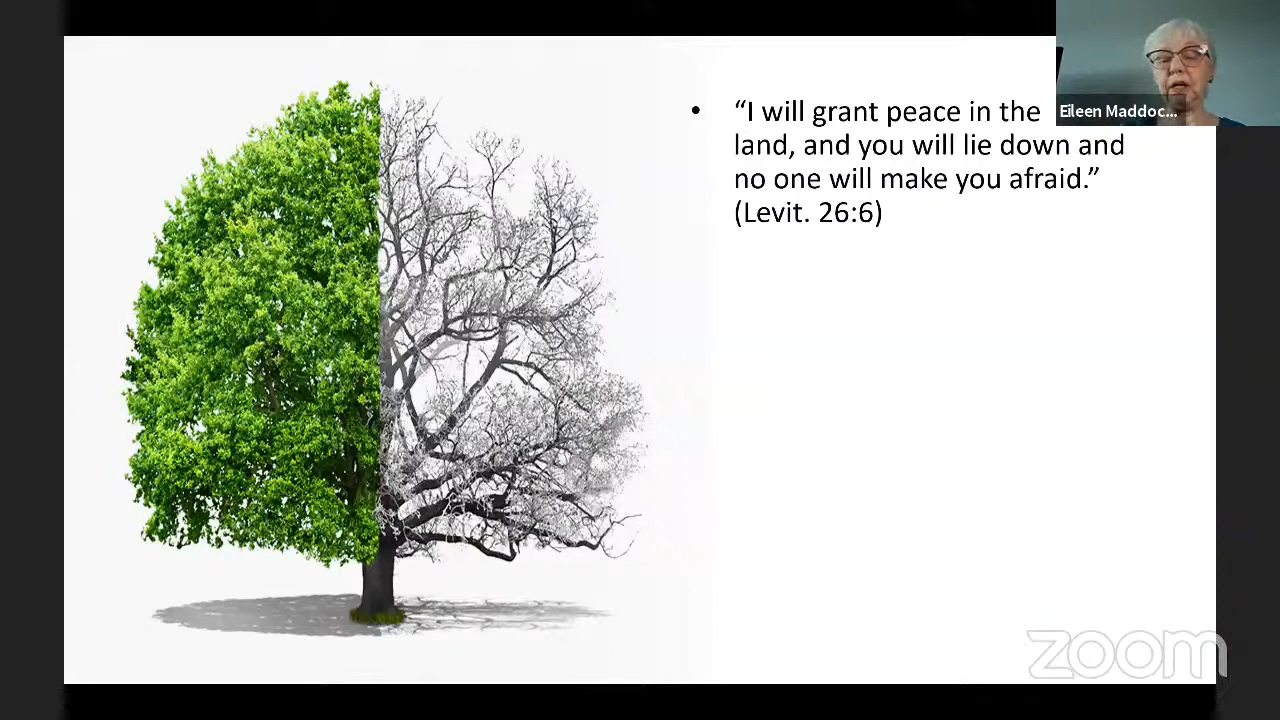 • “I will grant peace in the
land, and you will lie down and
no one will make you afraid.”
(Levit. 26:6)
Eileen Maddoc...
zoom